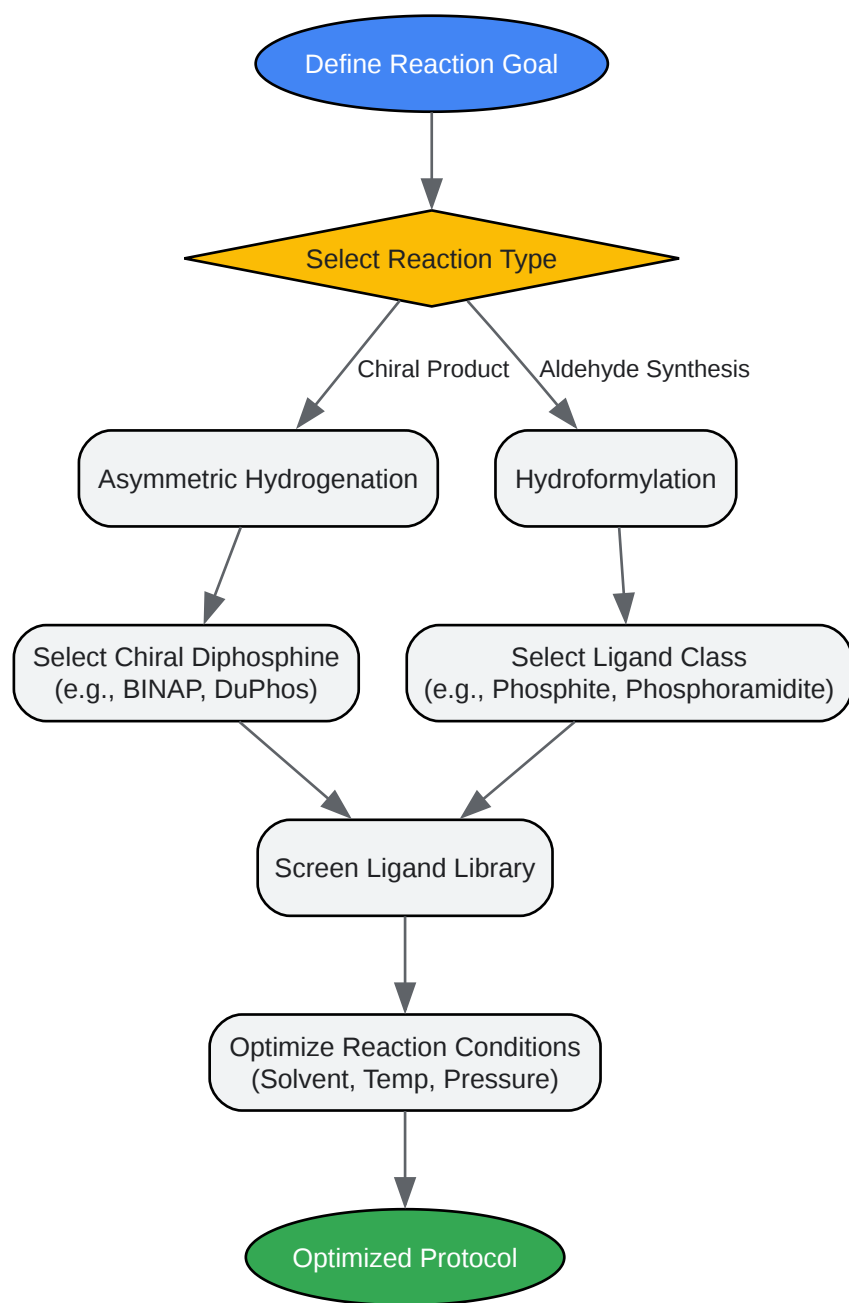 Define Reaction Goal
Select Reaction Type
Chiral Product
Aldehyde Synthesis
Asymmetric Hydrogenation
Hydroformylation
Select Chiral Diphosphine
(e.g., BINAP, DuPhos)
Select Ligand Class
(e.g., Phosphite, Phosphoramidite)
Screen Ligand Library
Optimize Reaction Conditions
(Solvent, Temp, Pressure)
Optimized Protocol